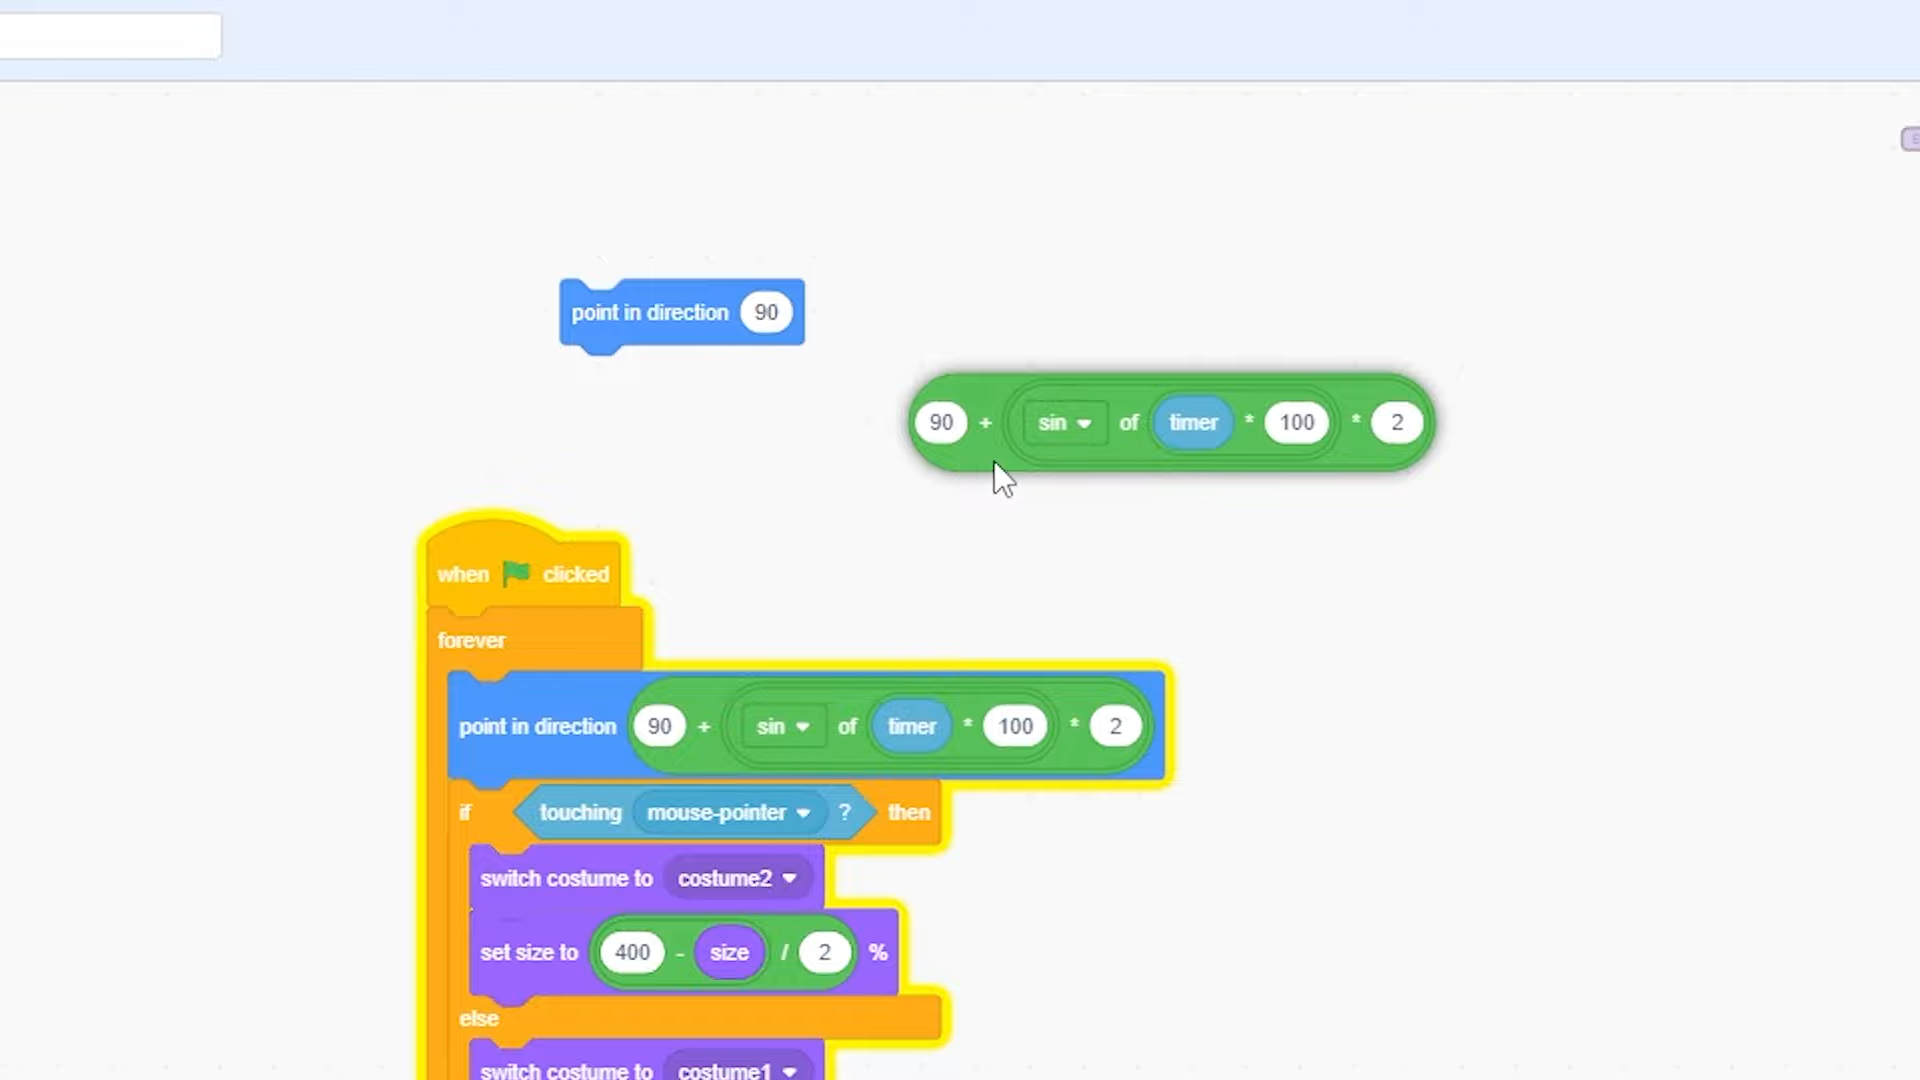 point in direction 90
90 + sin of timer * 100 * 2
when clicked
forever
point in direction 90 + sin of timer * 100 * 2
if touching mouse-pointer ? then
switch costume to costume2
set size to 400 - size / 2 %
else
switch costume to costume1